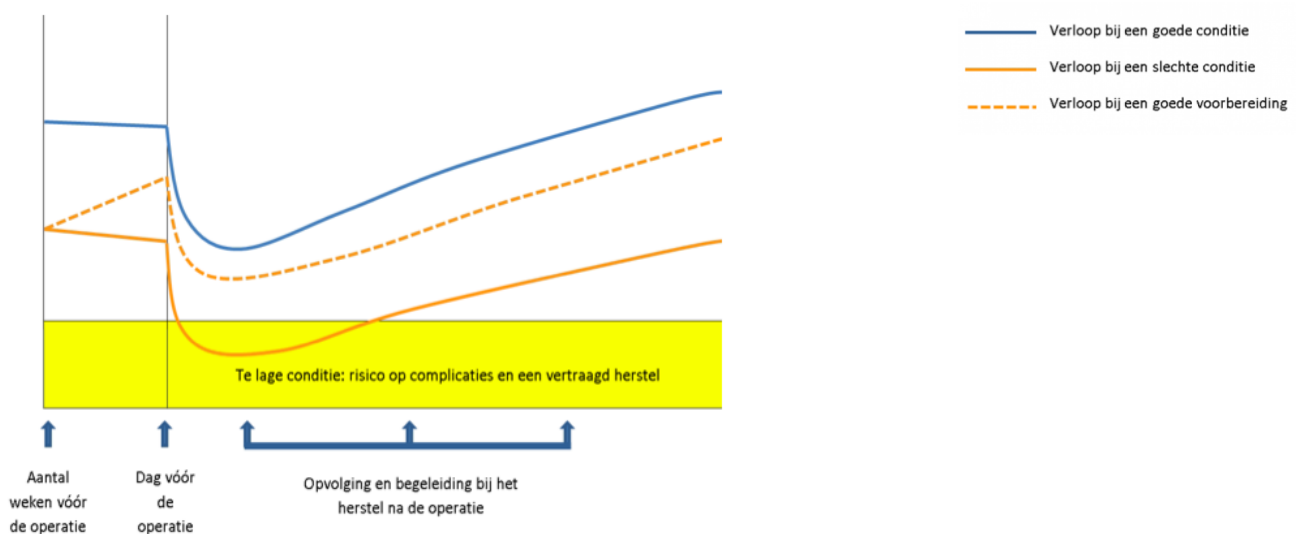 Verloop bij een goede conditie
Verloop bij een slechte conditie
Verloop bij een goede voorbereiding
Te lage conditie: risico op complicaties en een vertraagd herstel
Aantal
weken vóór
de operatie
Dag vóór
de
operatie
Opvolging en begeleiding bij het
herstel na de operatie